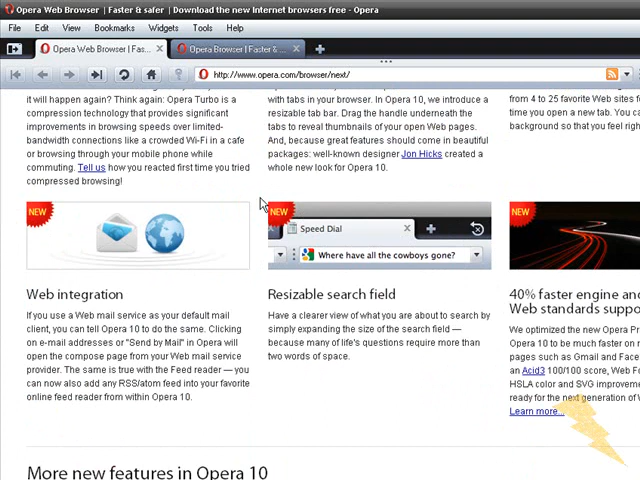 Opera Web Browser | Faster & safer | Download the new Internet browsers free - Opera
File Edit View Bookmarks Widgets Tools Help
Opera Web Browser | Fas... Opera Browser | Faster & ...
http://www.opera.com/browser/next/
it will happen again? Think again: Opera Turbo is a
compression technology that provides significant
improvements in browsing speeds over limited-
bandwidth connections like a crowded Wi-Fi in a cafe
or browsing through your mobile phone while
commuting. Tell us how you reacted first time you tried
compressed browsing!
with tabs in your browser. In Opera 10, we introduce a
resizable tab bar. Drag the handle underneath the
tabs to reveal thumbnails of your open Web pages.
And, because great features should come in beautiful
packages: well-known designer Jon Hicks created a
whole new look for Opera 10.
from 4 to 25 favorite Web sites fo
time you open a new tab. You ca
background so that you feel righ
NEW
NEW
Speed Dial
Where have all the cowboys gone?
NEW
Web integration
If you use a Web mail service as your default mail
client, you can tell Opera 10 to do the same. Clicking
on e-mail addresses or "Send by Mail" in Opera will
open the compose page from your Web mail service
provider. The same is true with the Feed reader — you
can now also add any RSS/atom feed into your favorite
online feed reader from within Opera 10.
Resizable search field
Have a clearer view of what you are about to search by
simply expanding the size of the search field —
because many of life's questions require more than
two words of space.
40% faster engine and
Web standards suppo
We optimized the new Opera Pr
Opera 10 to be much faster on r
pages such as Gmail and Face
an Acid3 100/100 score, Web Fo
HSLA color and SVG improveme
ready for the next generation of W
Learn more...
More new features in Opera 10